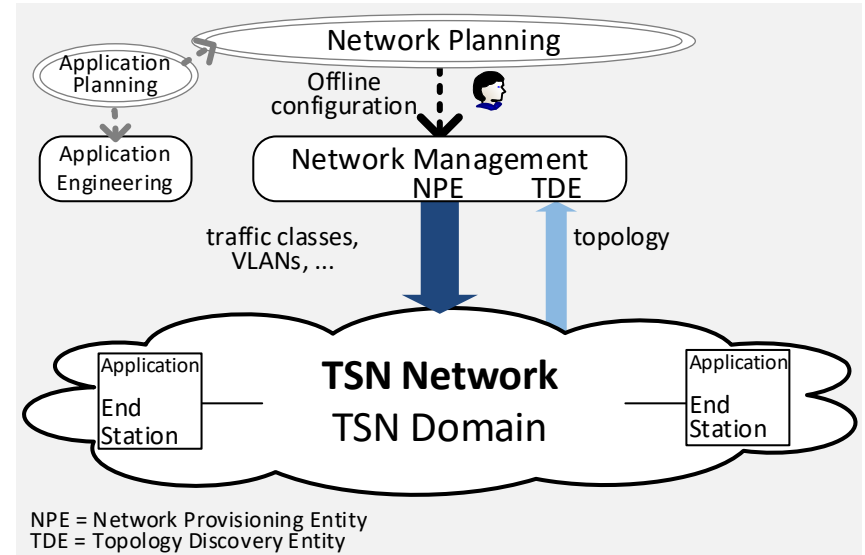 Network Planning
Application
Planning
Offline
configuration
Application
Engineering
Network Management
NPE TDE
traffic classes,
VLANs, ...
topology
Application
End
Station
TSN Network
TSN Domain
Application
End
Station
NPE = Network Provisioning Entity
TDE = Topology Discovery Entity